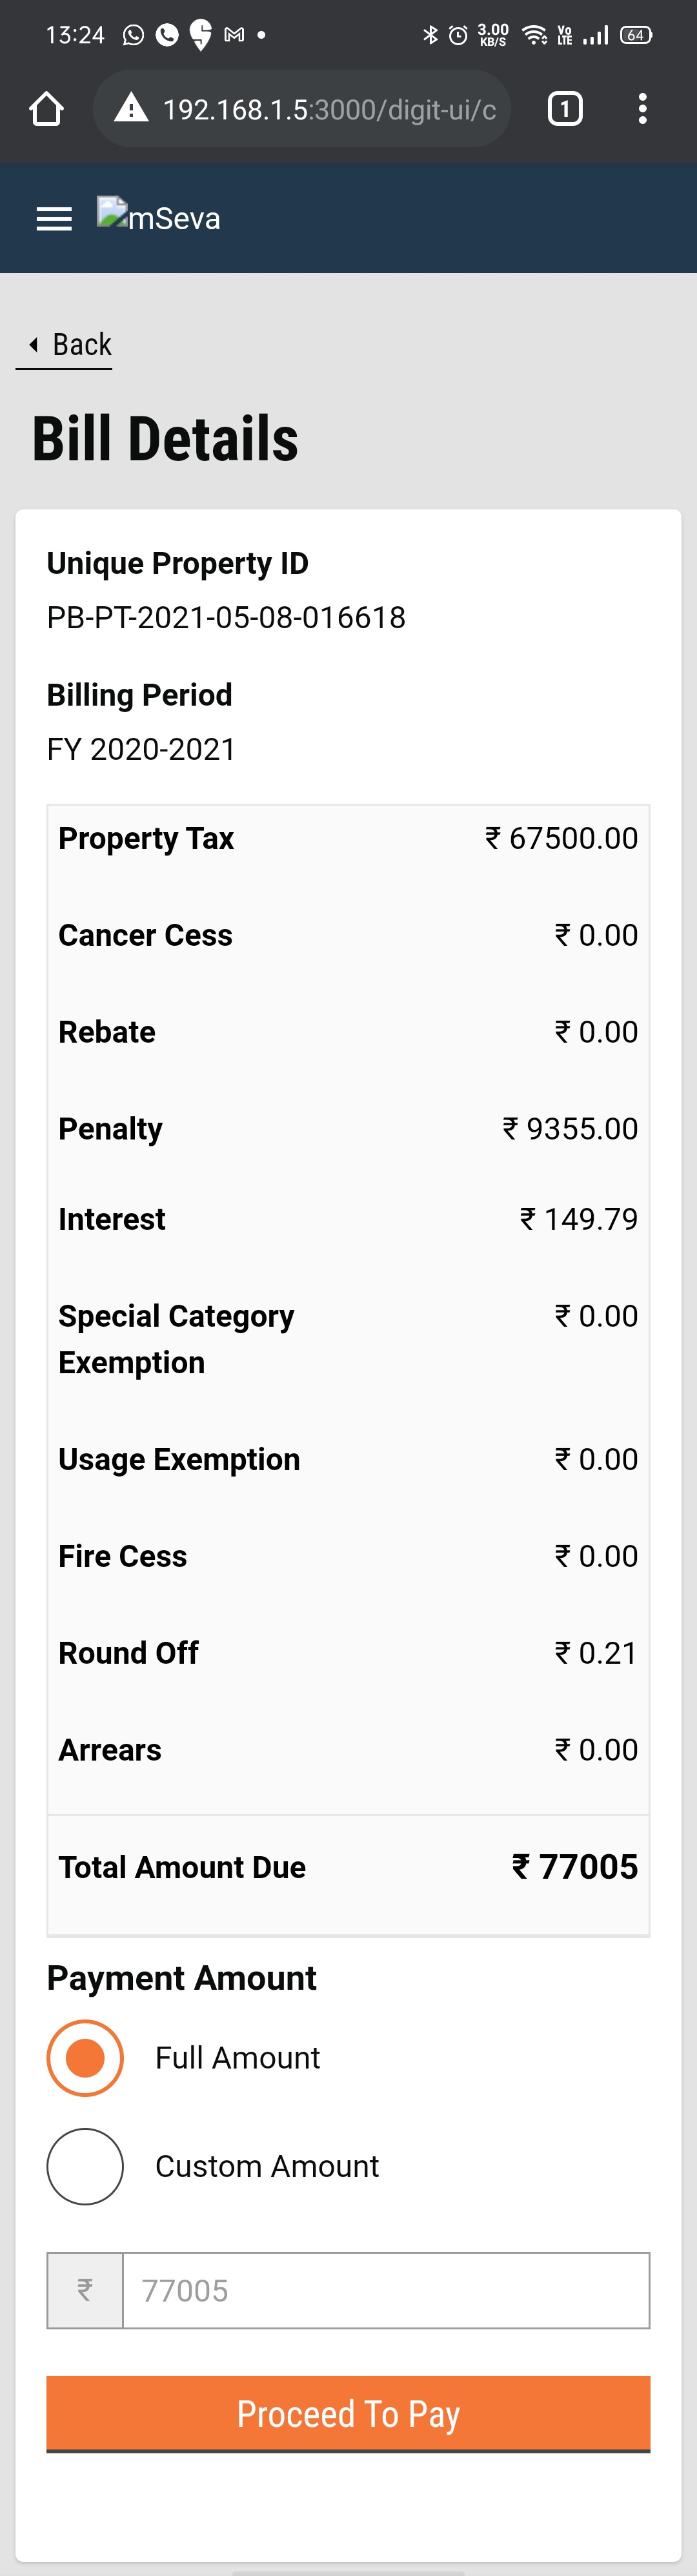 13:24
3.00 KB/S
Vo LTE
64
192.168.1.5:3000/digit-ui/c
1
mSeva
Back
Bill Details
Unique Property ID
PB-PT-2021-05-08-016618
Billing Period
FY 2020-2021
Property Tax ₹ 67500.00
Cancer Cess ₹ 0.00
Rebate ₹ 0.00
Penalty ₹ 9355.00
Interest ₹ 149.79
Special Category ₹ 0.00
Exemption
Usage Exemption ₹ 0.00
Fire Cess ₹ 0.00
Round Off ₹ 0.21
Arrears ₹ 0.00
Total Amount Due ₹ 77005
Payment Amount
Full Amount
Custom Amount
₹ 77005
Proceed To Pay